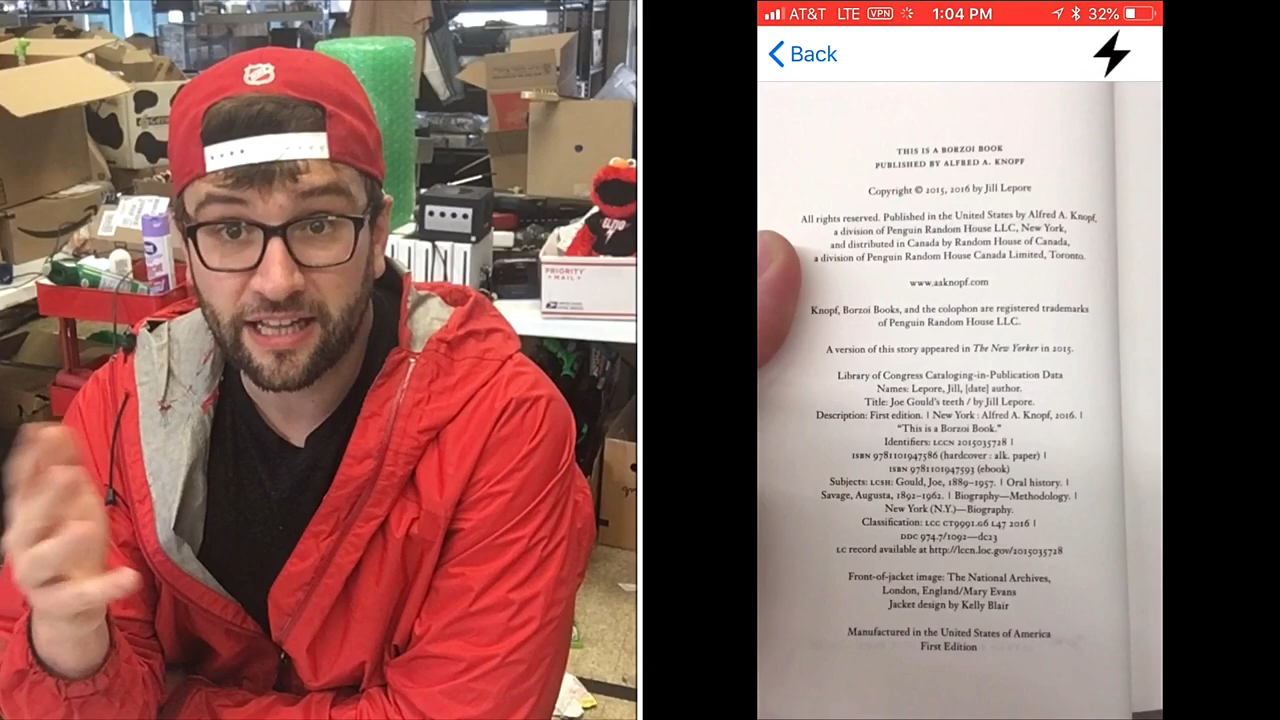 AT&T LTE VPN 1:04 PM 32%
Back
THIS IS A BORZOI BOOK
PUBLISHED BY ALFRED A. KNOPF
Copyright © 2015, 2016 by Jill Lepore
All rights reserved. Published in the United States by Alfred A. Knopf,
a division of Penguin Random House LLC, New York,
and distributed in Canada by Random House of Canada,
a division of Penguin Random House Canada Limited, Toronto.
www.aaknopf.com
Knopf, Borzoi Books, and the colophon are registered trademarks
of Penguin Random House LLC.
A version of this story appeared in The New Yorker in 2015.
Library of Congress Cataloging-in-Publication Data
Names: Lepore, Jill, [date] author.
Title: Joe Gould's teeth / by Jill Lepore.
Description: First edition. | New York : Alfred A. Knopf, 2016. |
"This is a Borzoi Book."
Identifiers: LCCN 2015035728 |
ISBN 9781101947586 (hardcover : alk. paper) |
ISBN 9781101947593 (ebook)
Subjects: LCSH: Gould, Joe, 1889–1957. | Oral history. |
Savage, Augusta, 1892–1962. | Biography—Methodology. |
New York (N.Y.)—Biography.
Classification: LCC CT9991.G6 L47 2016 |
DDC 974.7/1092—dc23
LC record available at http://lccn.loc.gov/2015035728
Front-of-jacket image: The National Archives,
London, England/Mary Evans
Jacket design by Kelly Blair
Manufactured in the United States of America
First Edition
ELMO
PRIORITY
MAIL